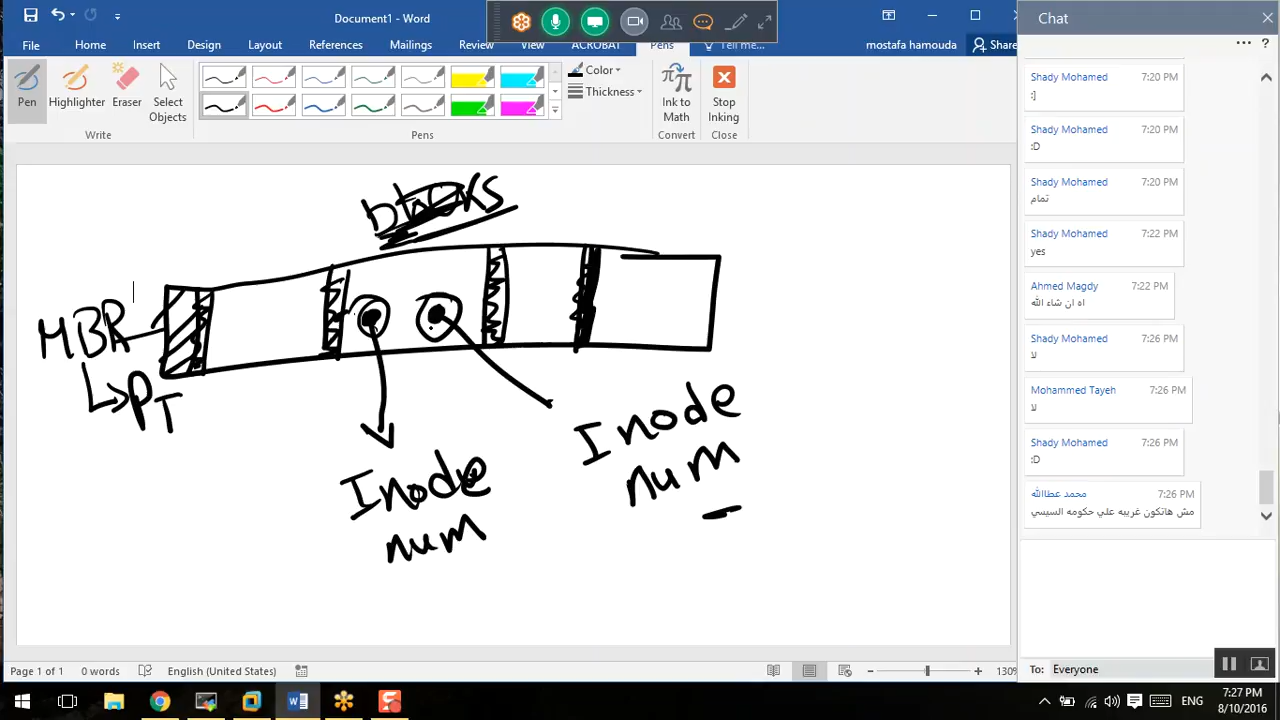 Document1 - Word
mostafa hamouda
Share
File
Home
Insert
Design
Layout
References
Mailings
Review
View
ACROBAT
Pens
Tell me...
Pen
Highlighter
Eraser
Select Objects
Color
Thickness
Ink to Math
Stop Inking
Write
Pens
Convert
Close
blocks
MBR
PT
Inode
num
Inode
num
Page 1 of 1
0 words
English (United States)
130%
Chat
?
Shady Mohamed 7:20 PM
:]
Shady Mohamed 7:20 PM
:D
Shady Mohamed 7:20 PM
تمام
Shady Mohamed 7:22 PM
yes
Ahmed Magdy 7:22 PM
اه ان شاء الله
Shady Mohamed 7:26 PM
لا
Mohammed Tayeh 7:26 PM
لا
Shady Mohamed 7:26 PM
:D
محمد عطاالله 7:26 PM
مش هاتكون غريبه علي حكومه السيسي
To: Everyone
ENG
7:27 PM
8/10/2016